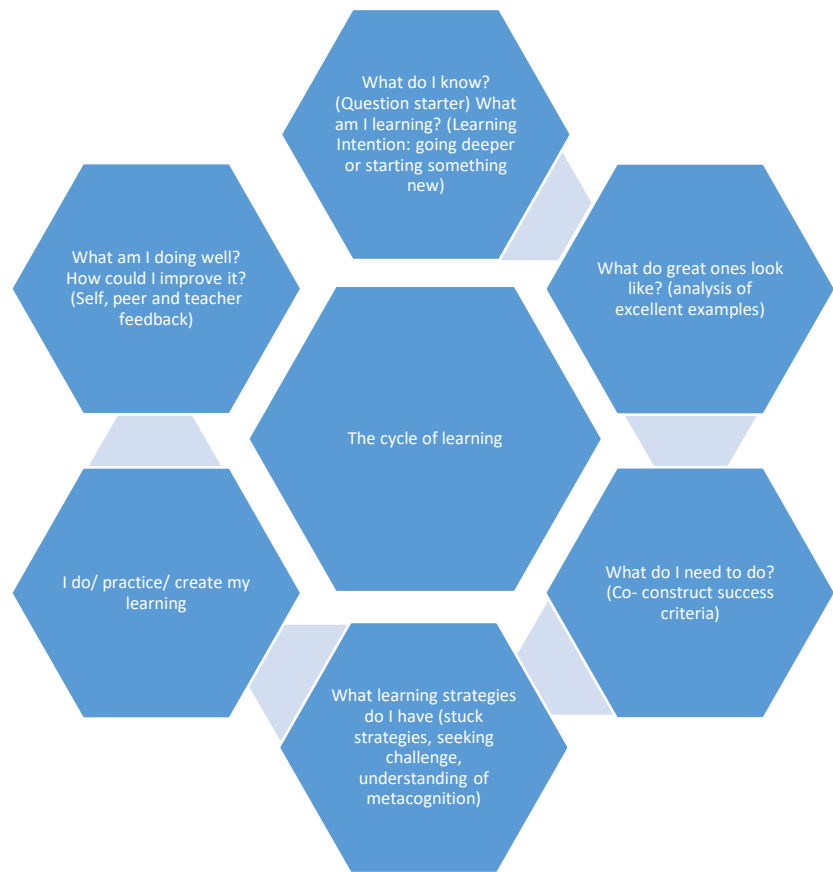 What do I know?
(Question starter) What
am I learning? (Learning
Intention: going deeper
or starting something
new)
What do great ones look
like? (analysis of
excellent examples)
What do I need to do?
(Co- construct success
criteria)
What learning strategies
do I have (stuck
strategies, seeking
challenge,
understanding of
metacognition)
I do/ practice/ create my
learning
What am I doing well?
How could I improve it?
(Self, peer and teacher
feedback)
The cycle of learning